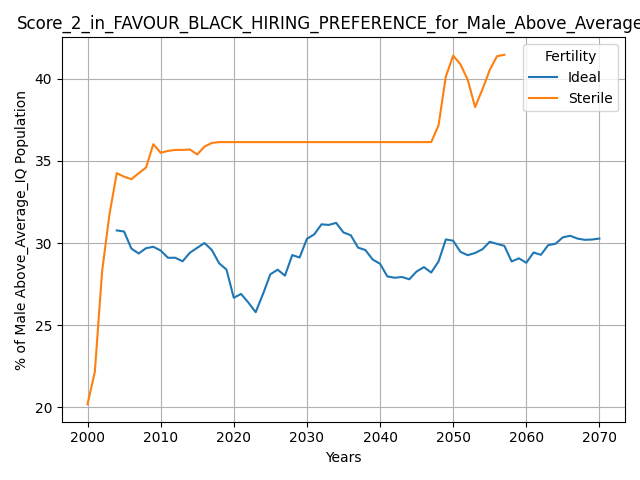 Score_2_in_FAVOUR_BLACK_HIRING_PREFERENCE_for_Male_Above_Average
Fertility
Ideal
Sterile
% of Male Above_Average_IQ Population
40
35
30
25
20
2000 2010 2020 2030 2040 2050 2060 2070
Years